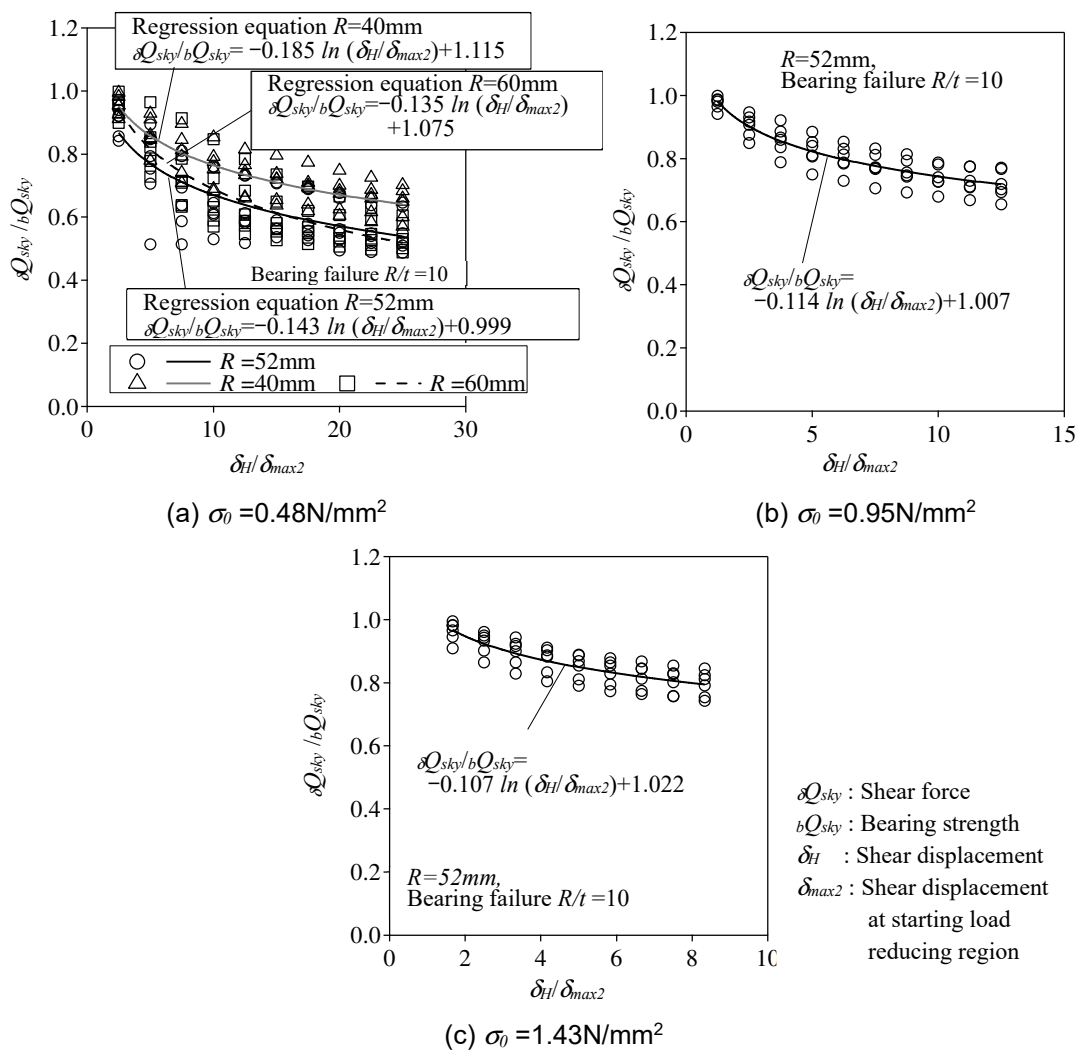 1.2
1.0
0.8
0.6
0.4
0.2
0.0
0
10
20
30
δQsky /bQsky
δH/δmax2
Regression equation R=40mm
δQsky/bQsky= −0.185 ln (δH/δmax2)+1.115
Regression equation R=60mm
δQsky/bQsky=−0.135 ln (δH/δmax2)
+1.075
Bearing failure R/t =10
Regression equation R=52mm
δQsky/bQsky=−0.143 ln (δH/δmax2)+0.999
R =52mm
R =40mm
R =60mm
(a) σ0 =0.48N/mm2
1.2
1.0
0.8
0.6
0.4
0.2
0.0
0
5
10
15
δQsky /bQsky
δH/δmax2
R=52mm,
Bearing failure R/t =10
δQsky/bQsky=
−0.114 ln (δH/δmax2)+1.007
(b) σ0 =0.95N/mm2
1.2
1.0
0.8
0.6
0.4
0.2
0.0
0
2
4
6
8
10
δQsky /bQsky
δH/δmax2
δQsky/bQsky=
−0.107 ln (δH/δmax2)+1.022
R=52mm,
Bearing failure R/t =10
(c) σ0 =1.43N/mm2
δQsky : Shear force
bQsky : Bearing strength
δH : Shear displacement
δmax2 : Shear displacement
at starting load
reducing region